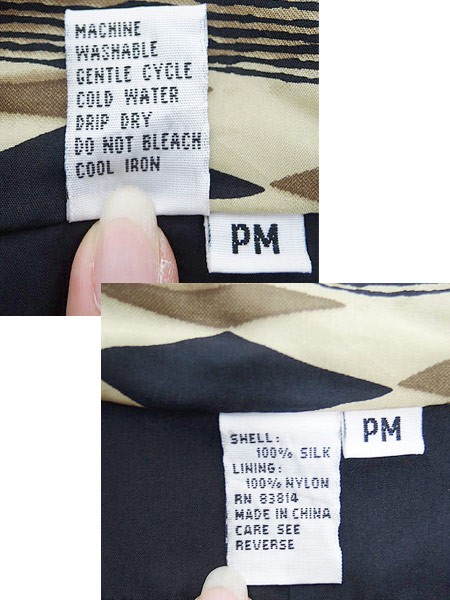 MACHINE
WASHABLE
GENTLE CYCLE
COLD WATER
DRIP DRY
DO NOT BLEACH
COOL IRON
PM
SHELL:
100% SILK
LINING:
100% NYLON
RN 83814
MADE IN CHINA
CARE SEE
REVERSE
PM